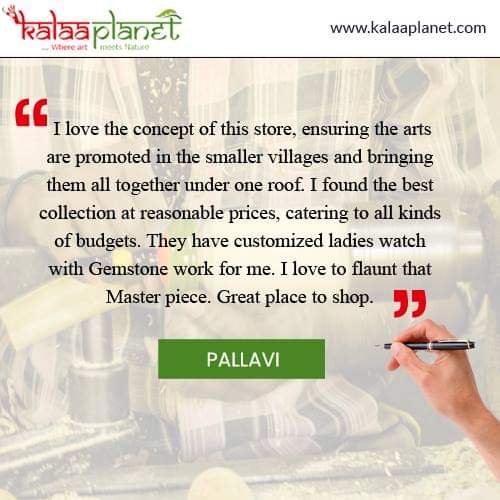 kalaaplanet
... Where art meets Nature
www.kalaaplanet.com
“ I love the concept of this store, ensuring the arts
are promoted in the smaller villages and bringing
them all together under one roof. I found the best
collection at reasonable prices, catering to all kinds
of budgets. They have customized ladies watch
with Gemstone work for me. I love to flaunt that
Master piece. Great place to shop. ”
PALLAVI